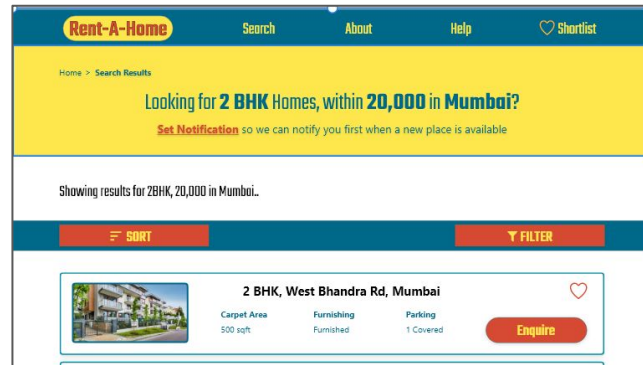 Rent-A-Home Search About Help Shortlist
Home > Search Results
Looking for 2 BHK Homes, within 20,000 in Mumbai?
Set Notification so we can notify you first when a new place is available
Showing results for 2BHK, 20,000 in Mumbai..
SORT FILTER
2 BHK, West Bhandra Rd, Mumbai
Carpet Area Furnishing Parking
500 sqft Furnished 1 Covered
Enquire